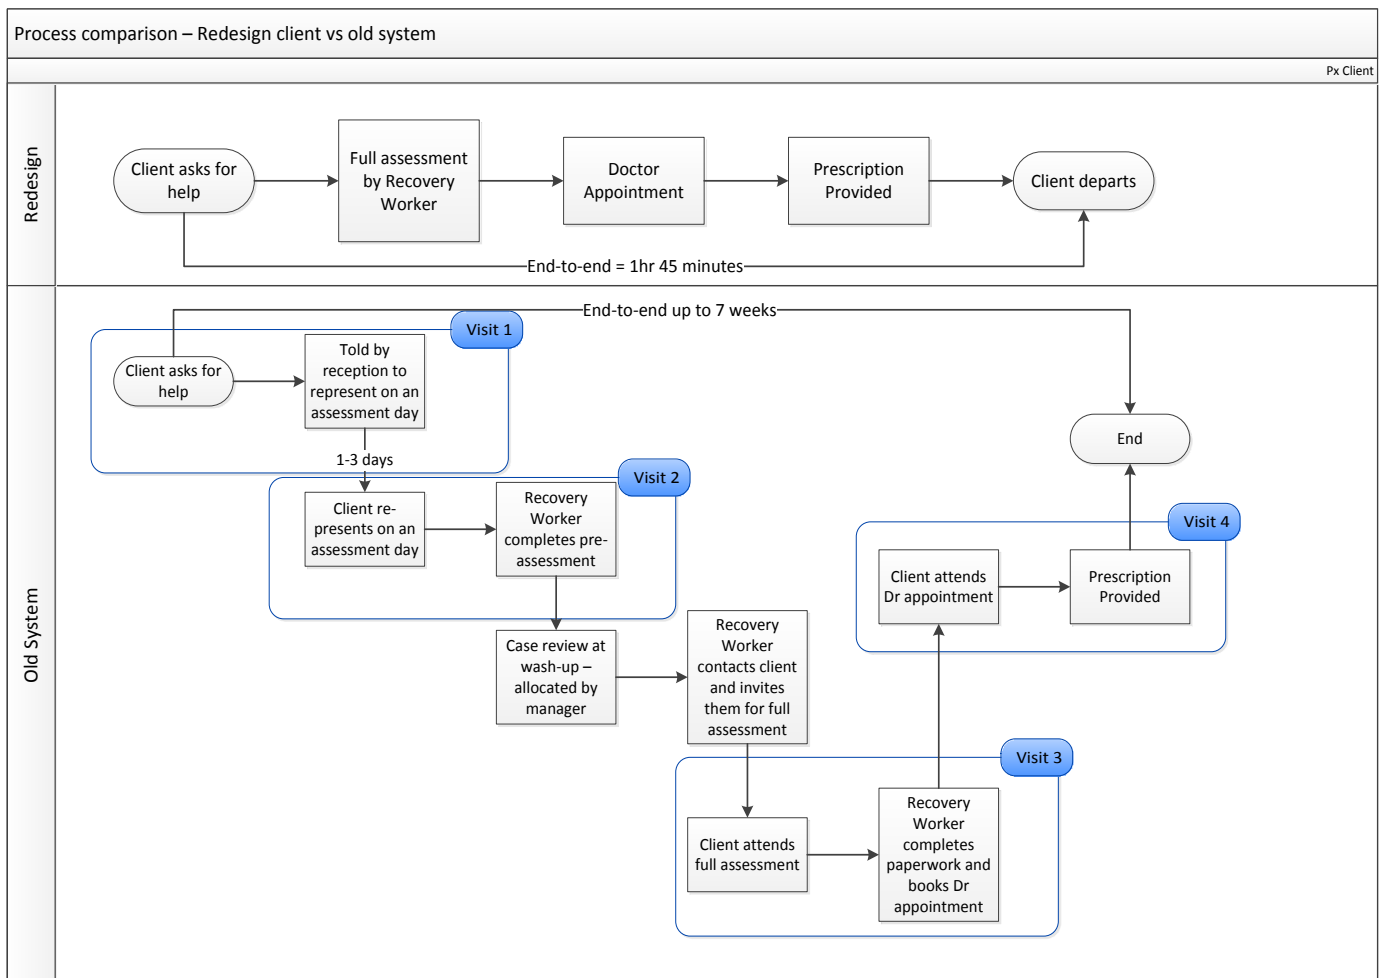 Process comparison – Redesign client vs old system
Px Client
Redesign
Client asks for
help
Full assessment
by Recovery
Worker
Doctor
Appointment
Prescription
Provided
Client departs
End-to-end = 1hr 45 minutes
Old System
End-to-end up to 7 weeks
Visit 1
Client asks for
help
Told by
reception to
represent on an
assessment day
1-3 days
Visit 2
Client re-
presents on an
assessment day
Recovery
Worker
completes pre-
assessment
Case review at
wash-up –
allocated by
manager
Recovery
Worker
contacts client
and invites
them for full
assessment
Visit 3
Client attends
full assessment
Recovery
Worker
completes
paperwork and
books Dr
appointment
Visit 4
Client attends
Dr appointment
Prescription
Provided
End